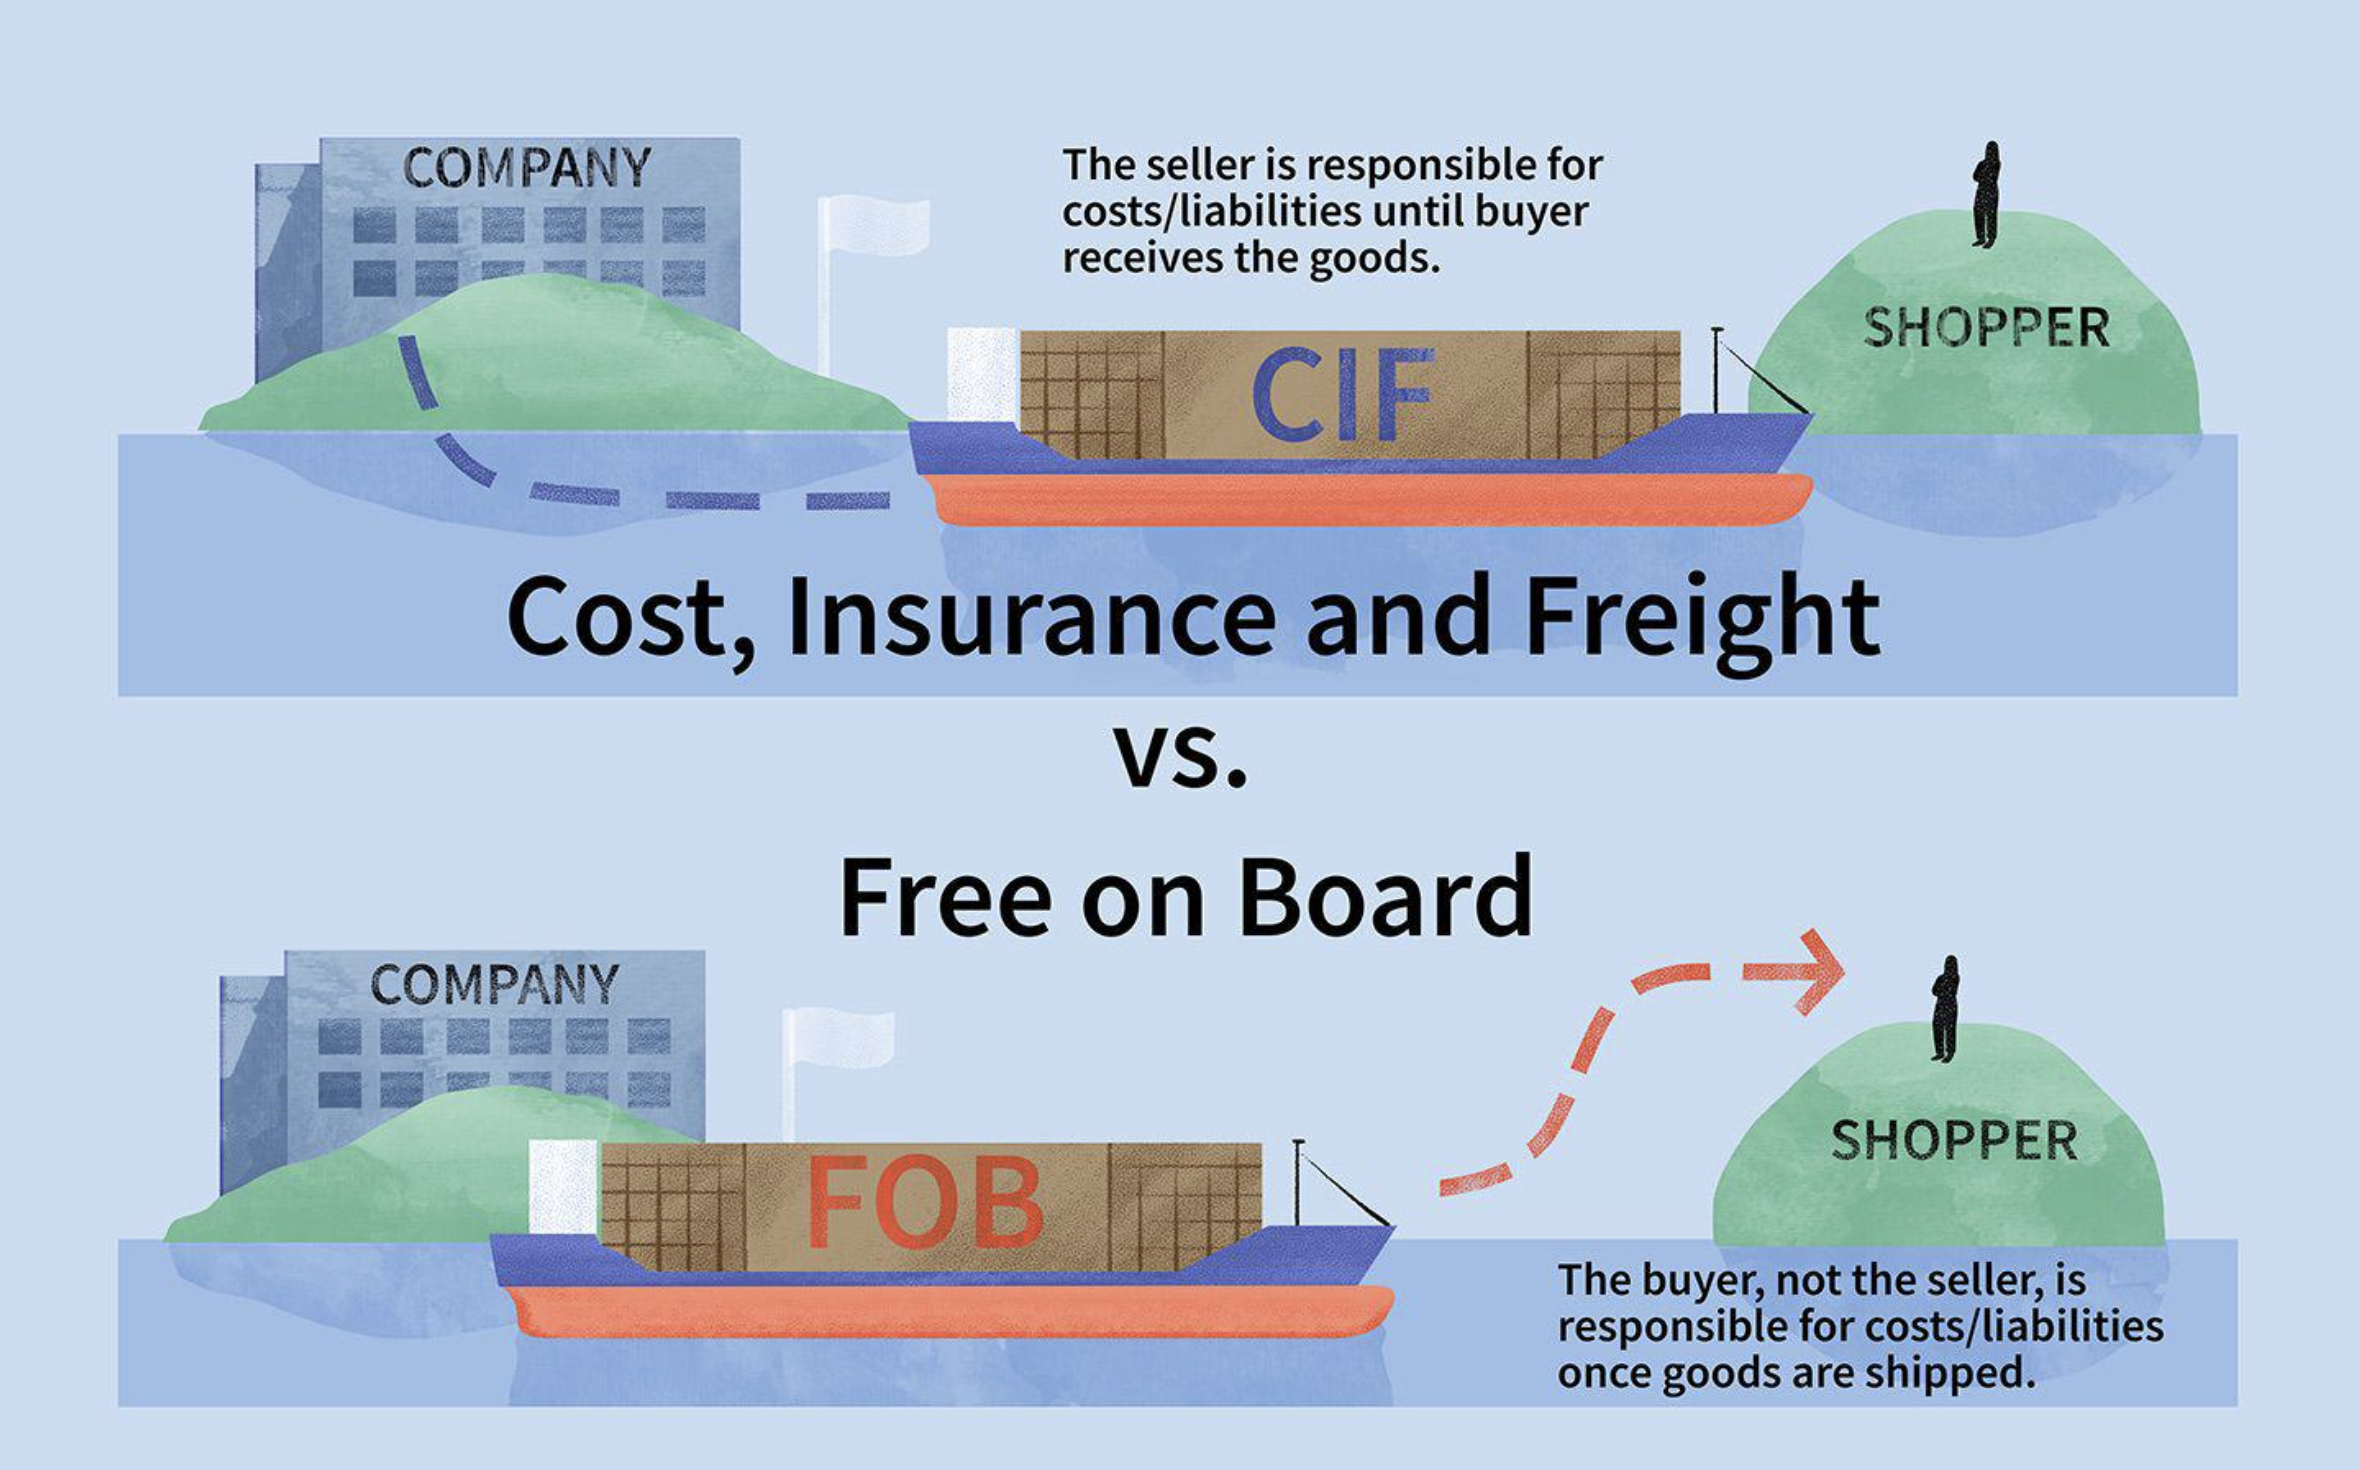 COMPANY
The seller is responsible for
costs/liabilities until buyer
receives the goods.
SHOPPER
CIF
Cost, Insurance and Freight
vs.
Free on Board
COMPANY
SHOPPER
FOB
The buyer, not the seller, is
responsible for costs/liabilities
once goods are shipped.